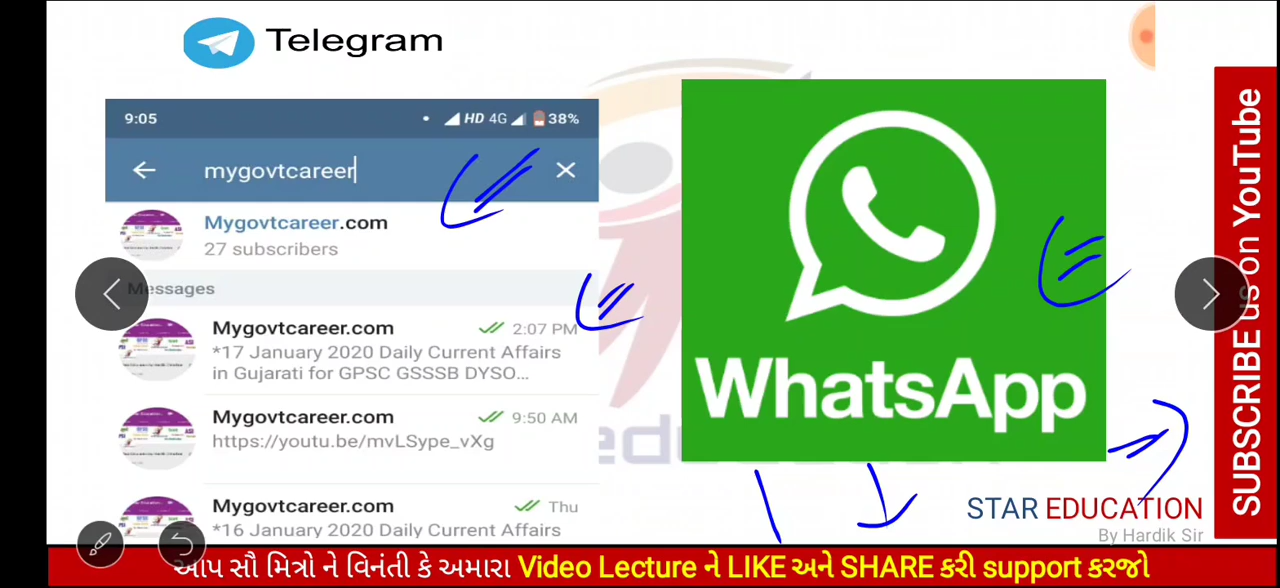 Telegram
9:05
HD 4G 38%
mygovtcareer
Mygovtcareer.com
27 subscribers
Messages
Mygovtcareer.com 2:07 PM
*17 January 2020 Daily Current Affairs
in Gujarati for GPSC GSSSB DYSO...
Mygovtcareer.com 9:50 AM
https://youtu.be/mvLSype_vXg
Mygovtcareer.com Thu
*16 January 2020 Daily Current Affairs
WhatsApp
STAR EDUCATION
By Hardik Sir
SUBSCRIBE us on YouTube
આપ સૌ મિત્રો ને વિનંતી કે અમારા Video Lecture ને LIKE અને SHARE કરી support કરજો